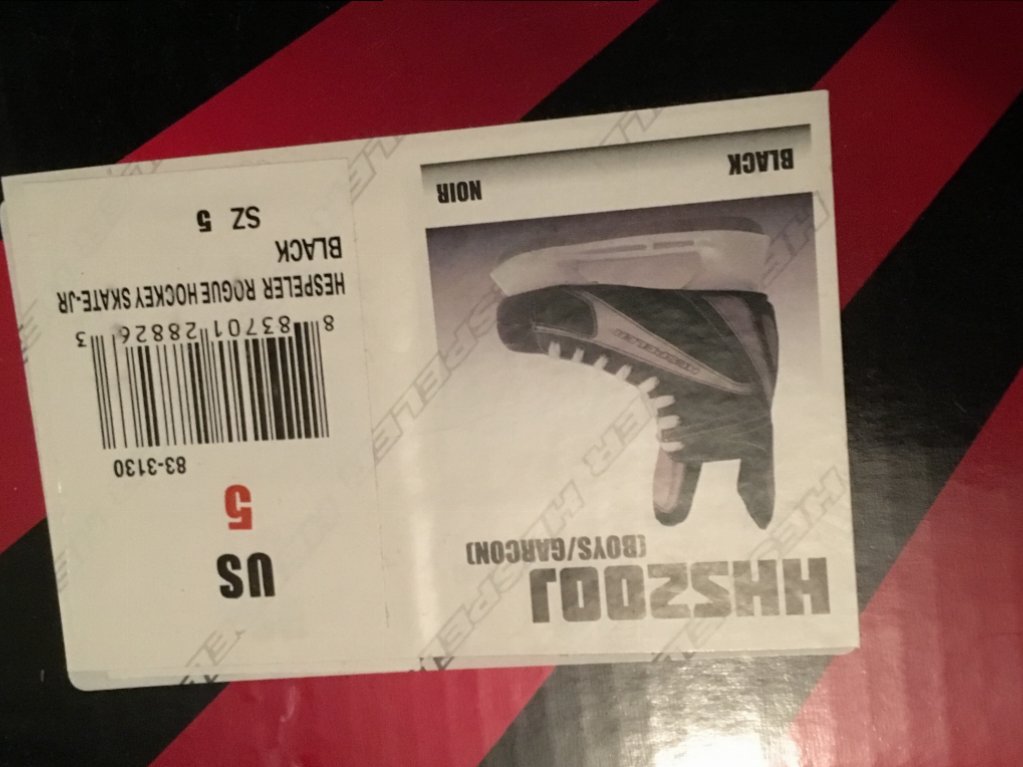 HHS200J
(BOYS/GARCON)
BLACK
NOIR
US
5
83-3130
8 83701 28826 3
HESPELER ROGUE HOCKEY SKATE-JR
BLACK
SZ 5
HESPELER